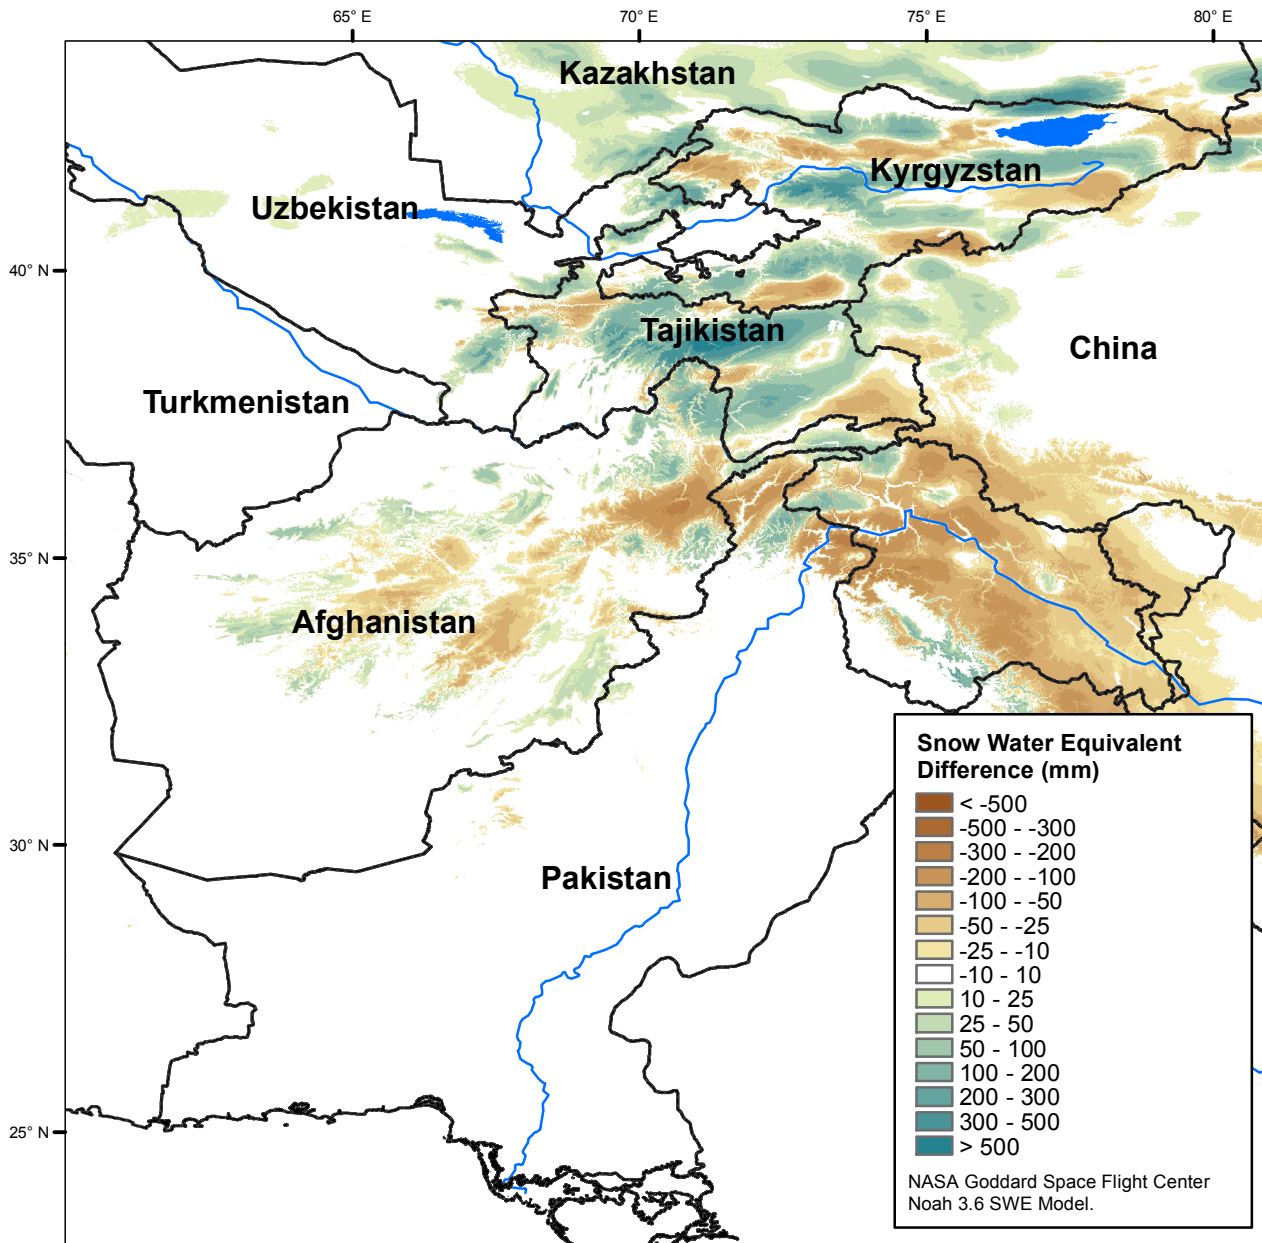 65° E
70° E
75° E
80° E
Kazakhstan
Kyrgyzstan
Uzbekistan
40° N
Tajikistan
China
Turkmenistan
35° N
Afghanistan
Snow Water Equivalent
Difference (mm)
< -500
-500 - -300
-300 - -200
-200 - -100
-100 - -50
-50 - -25
-25 - -10
-10 - 10
10 - 25
25 - 50
50 - 100
100 - 200
200 - 300
300 - 500
> 500
NASA Goddard Space Flight Center
Noah 3.6 SWE Model.
30° N
Pakistan
25° N